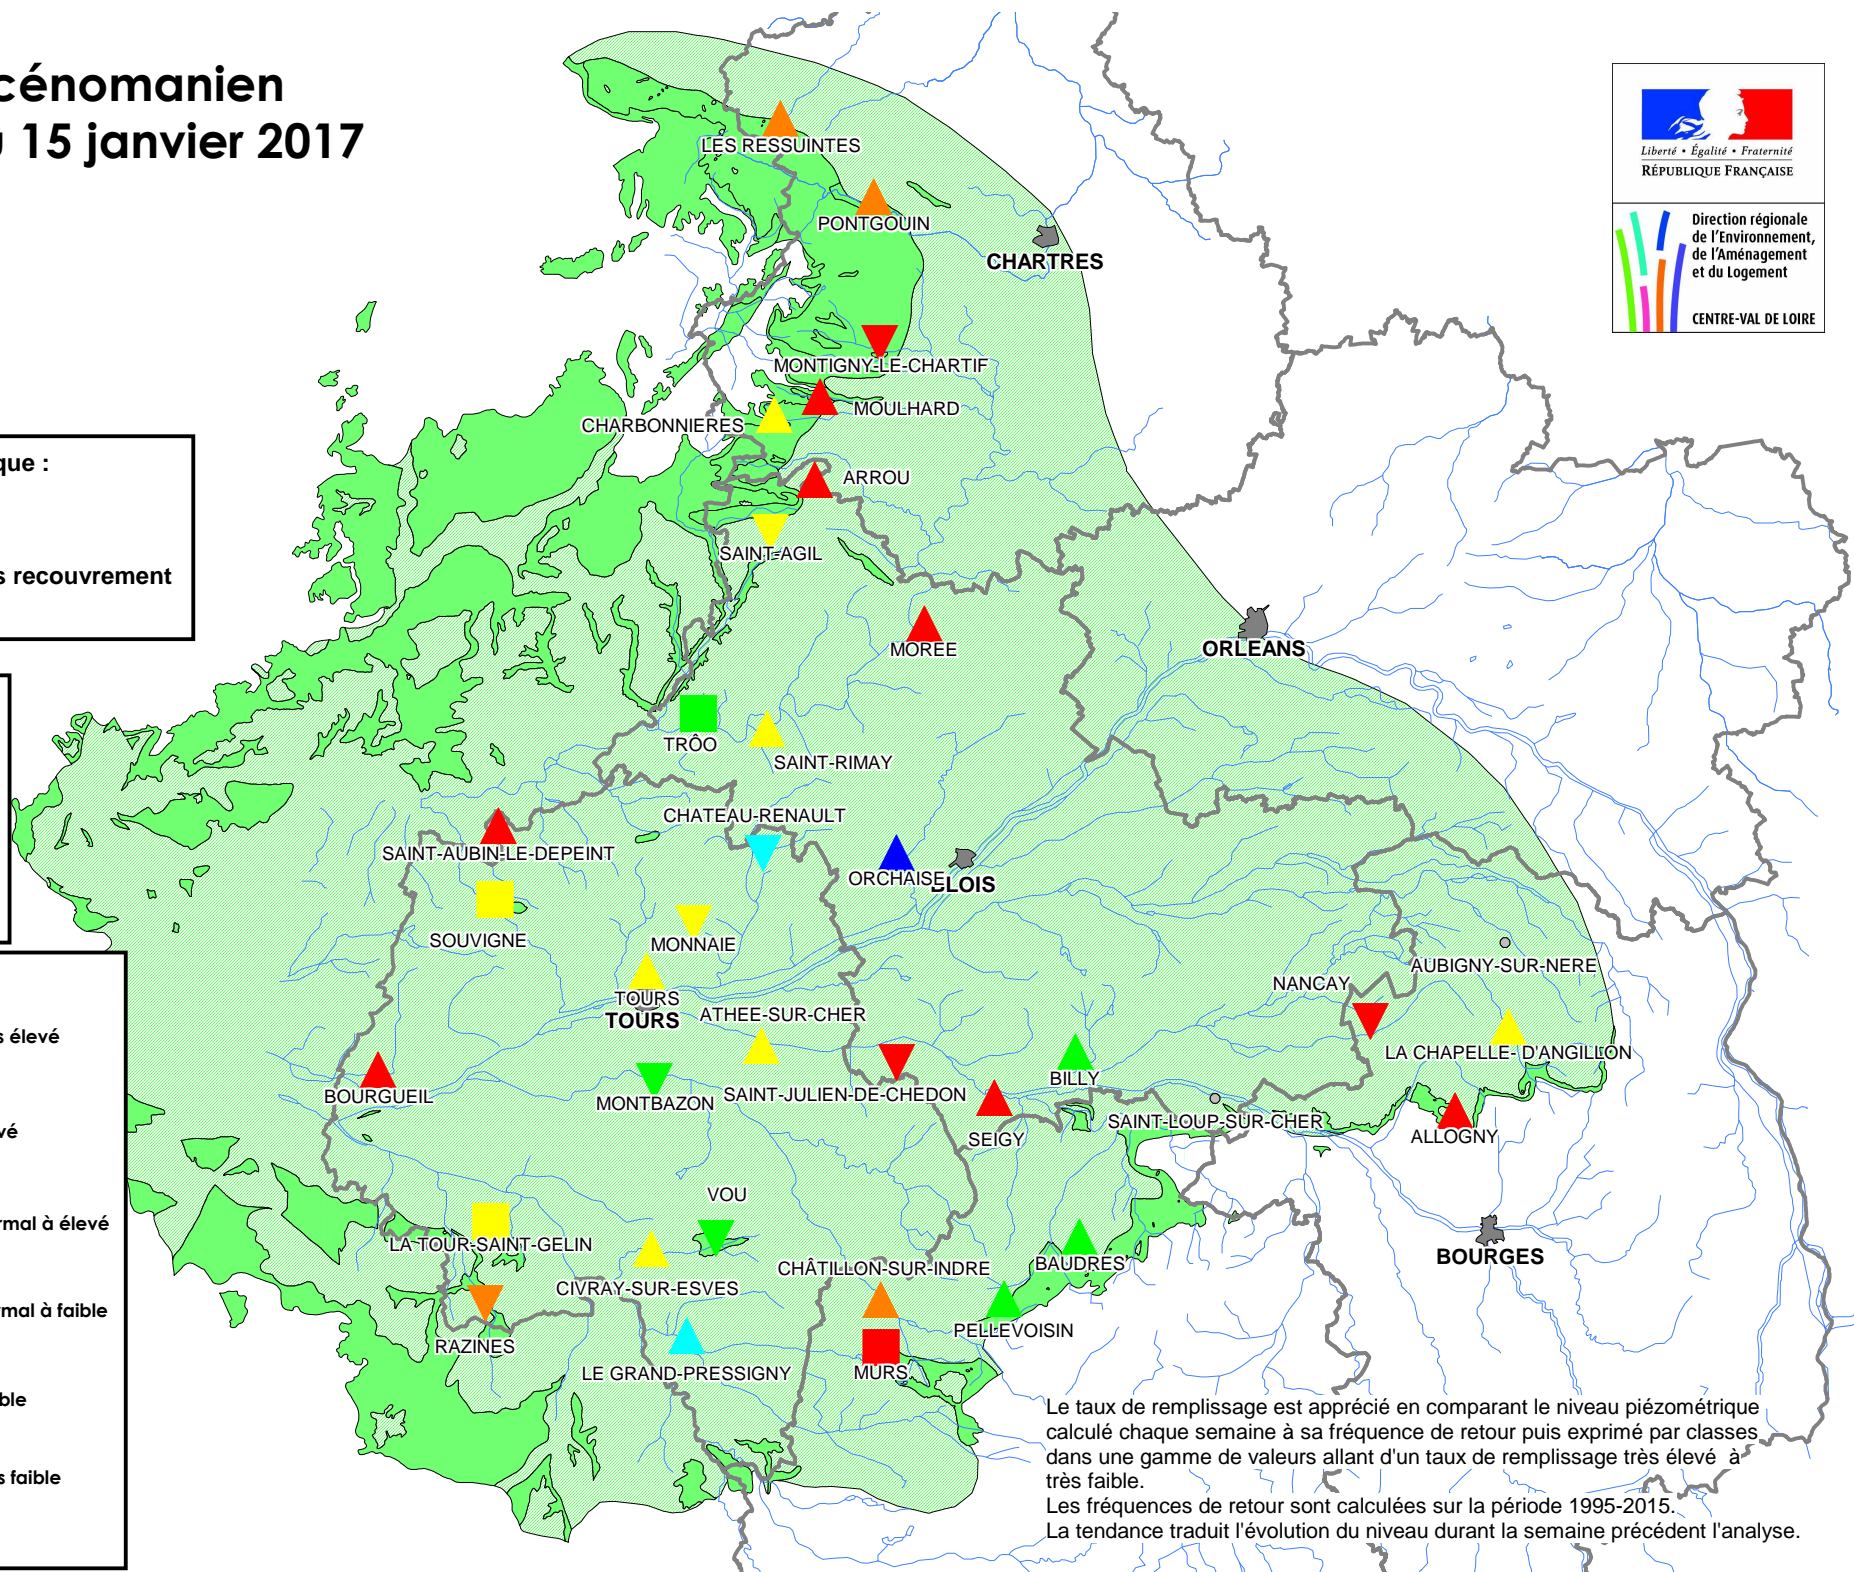 cénomanien
15 janvier 2017
Liberté • Égalité • Fraternité
RÉPUBLIQUE FRANÇAISE
Direction régionale
de l'Environnement,
de l'Aménagement
et du Logement
CENTRE-VAL DE LOIRE
LES RESSUINTES
PONTGOUIN
CHARTRES
MONTIGNY-LE-CHARTIF
MOULHARD
CHARBONNIERES
que :
ARROU
SAINT-AGIL
recouvrement
MOREE
ORLEANS
TRÔO
SAINT-RIMAY
CHATEAU-RENAULT
SAINT-AUBIN-LE-DEPEINT
ORCHAISE
BLOIS
SOUVIGNE
MONNAIE
AUBIGNY-SUR-NERE
NANCAY
TOURS
TOURS
ATHEE-SUR-CHER
élevé
LA CHAPELLE- D'ANGILLON
BILLY
BOURGUEIL
MONTBAZON
SAINT-JULIEN-DE-CHEDON
SAINT-LOUP-SUR-CHER
SEIGY
ALLOGNY
vé
VOU
rmal à élevé
LA TOUR-SAINT-GELIN
BOURGES
BAUDRES
CHÂTILLON-SUR-INDRE
CIVRAY-SUR-ESVES
rmal à faible
PELLEVOISIN
RAZINES
LE GRAND-PRESSIGNY
MURS
ble
s faible
Le taux de remplissage est apprécié en comparant le niveau piézométrique
calculé chaque semaine à sa fréquence de retour puis exprimé par classes
dans une gamme de valeurs allant d'un taux de remplissage très élevé à
très faible.
Les fréquences de retour sont calculées sur la période 1995-2015.
La tendance traduit l'évolution du niveau durant la semaine précédent l'analyse.